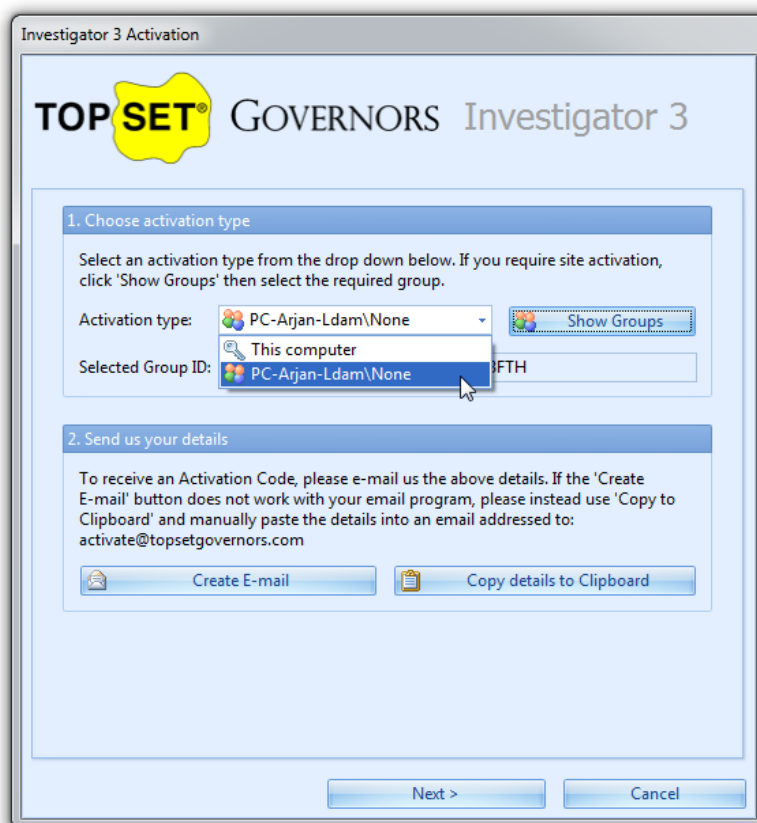 Investigator 3 Activation
TOPSET® GOVERNORS Investigator 3
1. Choose activation type
Select an activation type from the drop down below. If you require site activation,
click 'Show Groups' then select the required group.
Activation type: PC-Arjan-Ldam\None Show Groups
This computer
Selected Group ID:
PC-Arjan-Ldam\None
2. Send us your details
To receive an Activation Code, please e-mail us the above details. If the 'Create
E-mail' button does not work with your email program, please instead use 'Copy to
Clipboard' and manually paste the details into an email addressed to:
activate@topsetgovernors.com
Create E-mail Copy details to Clipboard
Next > Cancel